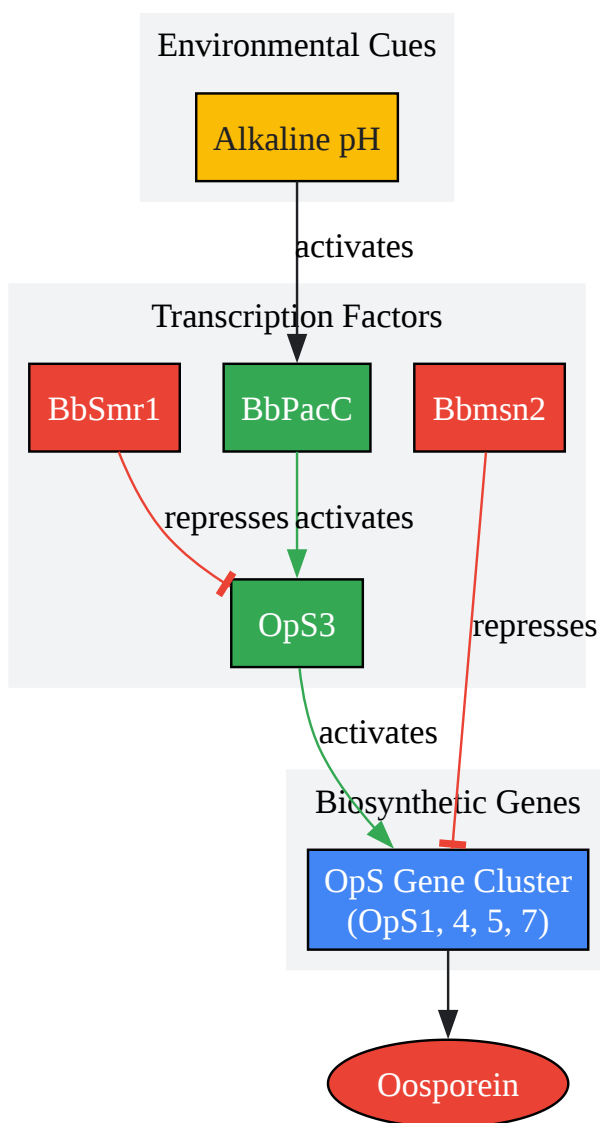 Environmental Cues
Alkaline pH
activates
Transcription Factors
BbSmr1
BbPacC
Bbmsn2
represses
activates
OpS3
represses
activates
Biosynthetic Genes
OpS Gene Cluster
(OpS1, 4, 5, 7)
Oosporein